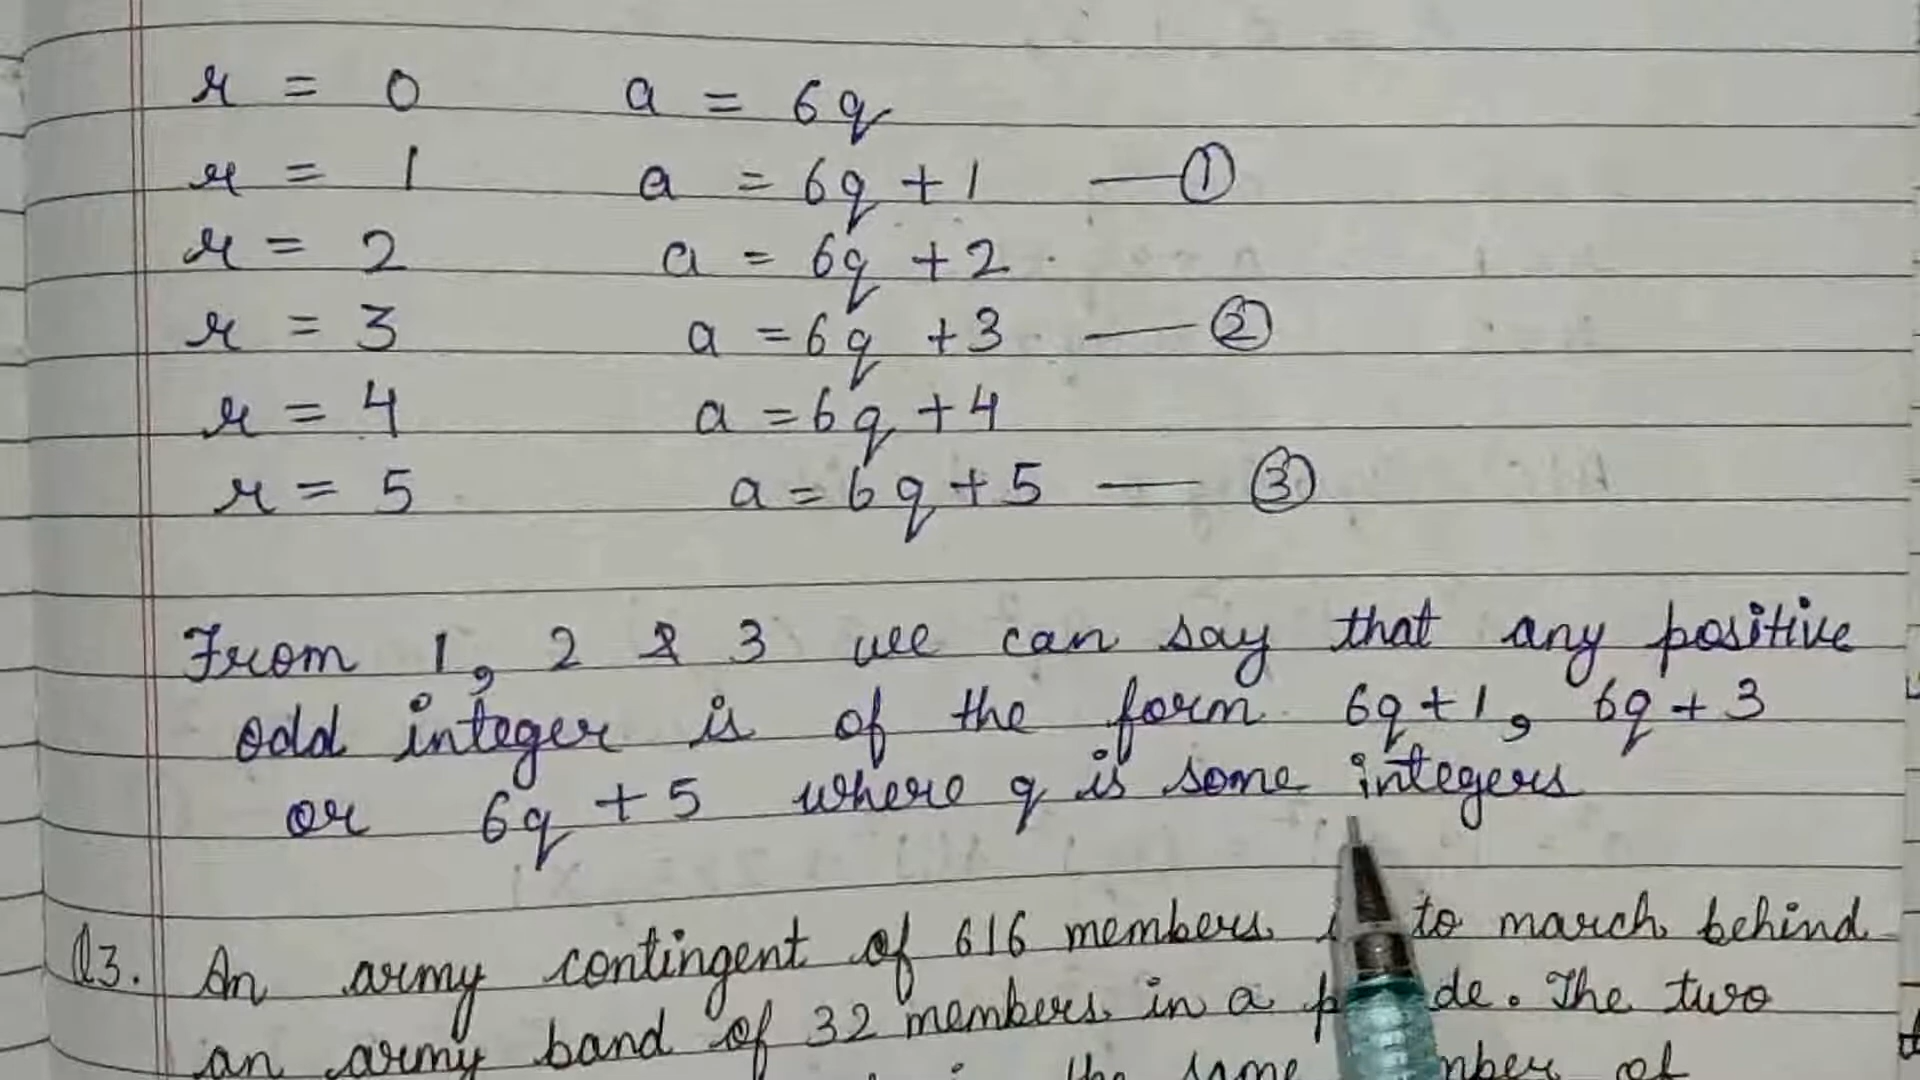 r = 0 a = 6q
r = 1 a = 6q + 1 — ①
r = 2 a = 6q + 2
r = 3 a = 6q + 3 — ②
r = 4 a = 6q + 4
r = 5 a = 6q + 5 — ③
From 1, 2 & 3 we can say that any positive
odd integer is of the form 6q + 1, 6q + 3
or 6q + 5 where q is some integers
Q3. An army contingent of 616 members to march behind
an army band of 32 members in a . The two
the same of